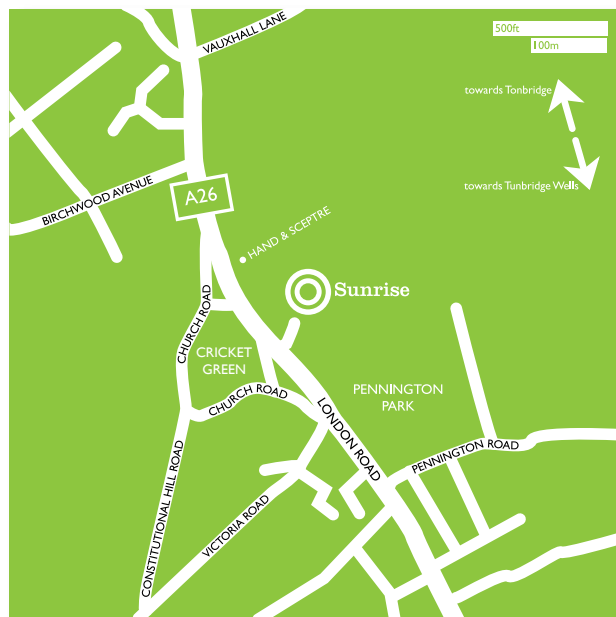 VAUXHALL LANE
500ft
100m
towards Tonbridge
towards Tunbridge Wells
BIRCHWOOD AVENUE
A26
HAND & SCEPTRE
Sunrise
CHURCH ROAD
CRICKET
GREEN
CHURCH ROAD
PENNINGTON
PARK
LONDON ROAD
PENNINGTON ROAD
CONSTITUTIONAL HILL ROAD
VICTORIA ROAD